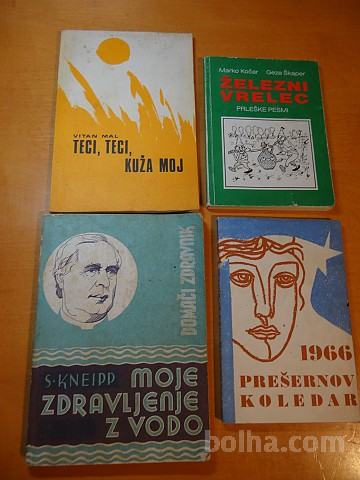 VITAN MAL
TECI, TECI,
KUŽA MOJ
Marko Košar Geza Škaper
ŽELEZNI
VRELEC
PRLEŠKE PESMI
DOMAČI ZDRAVNIK
S. KNEIPP MOJE
ZDRAVLJENJE
Z VODO
1966
PREŠERNOV
KOLEDAR
bolha.com